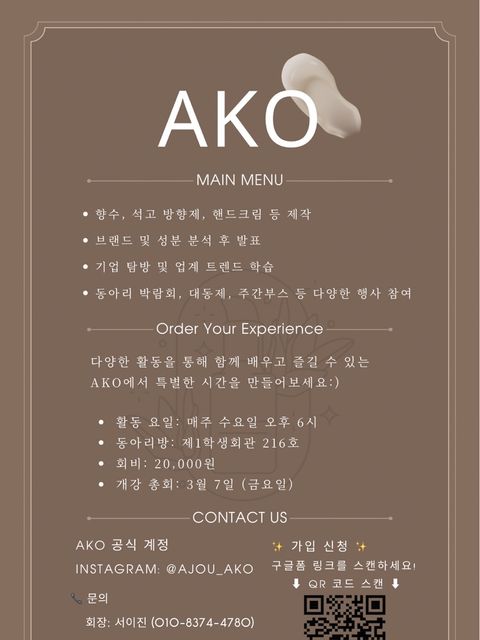 AKO
MAIN MENU
• 향수, 석고 방향제, 핸드크림 등 제작
• 브랜드 및 성분 분석 후 발표
• 기업 탐방 및 업계 트렌드 학습
• 동아리 박람회, 대동제, 주간부스 등 다양한 행사 참여
Order Your Experience
다양한 활동을 통해 함께 배우고 즐길 수 있는
AKO에서 특별한 시간을 만들어보세요:)
• 활동 요일: 매주 수요일 오후 6시
• 동아리방: 제1학생회관 216호
• 회비: 20,000원
• 개강 총회: 3월 7일 (금요일)
CONTACT US
AKO 공식 계정
INSTAGRAM: @AJOU_AKO
📞 문의
회장: 서이진 (010-8374-4780)
✨ 가입 신청 ✨
구글폼 링크를 스캔하세요!
⬇ QR 코드 스캔 ⬇